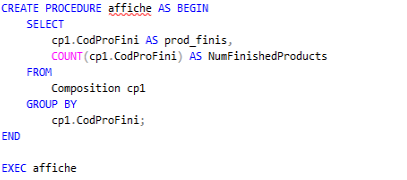 CREATE PROCEDURE affiche AS BEGIN
    SELECT
        cp1.CodProFini AS prod_finis,
        COUNT(cp1.CodProFini) AS NumFinishedProducts
    FROM
        Composition cp1
    GROUP BY
        cp1.CodProFini;
END

EXEC affiche